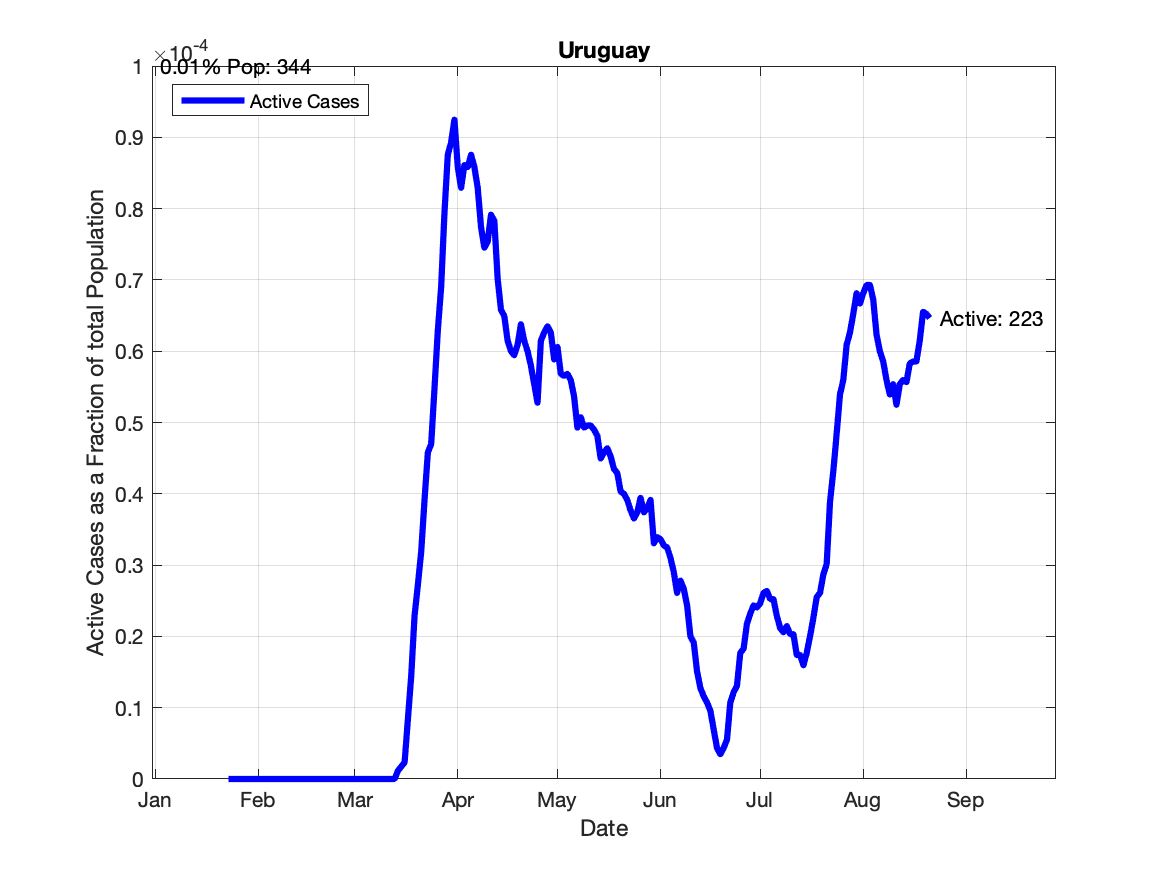 Uruguay
×10-4
0.01% Pop: 344
Active Cases
1
0.9
0.8
0.7
0.6
0.5
0.4
0.3
0.2
0.1
0
Active Cases as a Fraction of total Population
Active: 223
Jan Feb Mar Apr May Jun Jul Aug Sep
Date